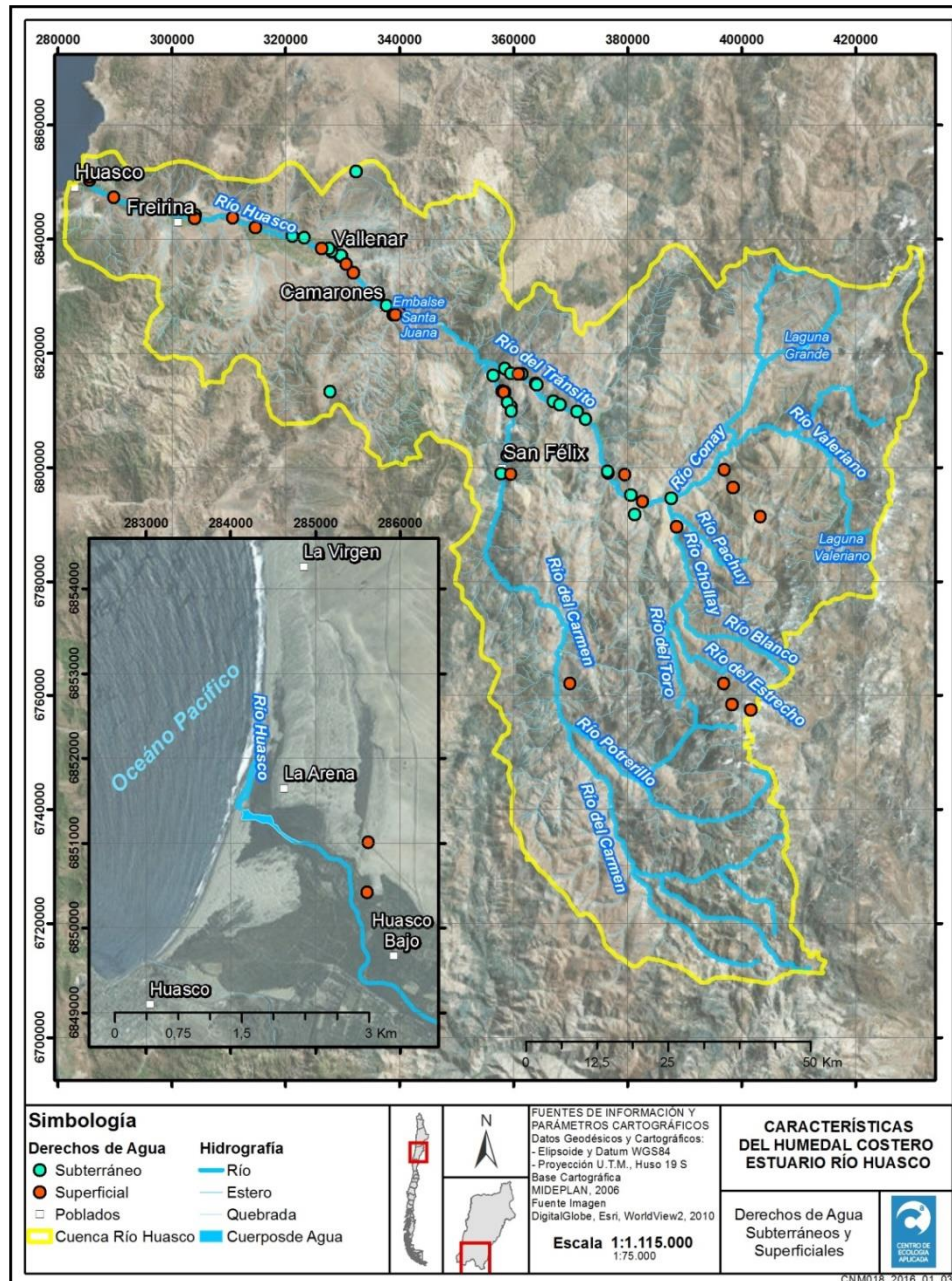 280000 300000 320000 340000 360000 380000 400000 420000
6860000
6840000
6820000
6800000
6780000
6760000
6740000
6720000
6700000
Huasco
Freirina
Río Huasco
Vallenar
Camarones
Embalse
Santa
Juana
Río del Tránsito
Laguna
Grande
San Félix
Río Conay
Río Valeriano
Río Pachuy
Río Chollay
Laguna
Valeriano
Río del Carmen
Río del Toro
Río Blanco
Río del Estrecho
Río Potrerillo
Río del Carmen
283000 284000 285000 286000
6854000
6853000
6852000
6851000
6850000
6849000
La Virgen
Océano Pacífico
Río Huasco
La Arena
Huasco
Bajo
Huasco
0 0,75 1,5 3 Km
0 12,5 25 50 Km
Simbología
Derechos de Agua
Subterráneo
Superficial
Poblados
Cuenca Río Huasco
Hidrografía
Río
Estero
Quebrada
Cuerposde Agua
N
FUENTES DE INFORMACIÓN Y
PARÁMETROS CARTOGRÁFICOS
Datos Geodésicos y Cartográficos:
- Elipsoide y Datum WGS84
- Proyección U.T.M., Huso 19 S
Base Cartográfica
MIDEPLAN, 2006
Fuente Imagen
DigitalGlobe, Esri, WorldView2, 2010
Escala 1:1.115.000
1:75.000
CARACTERÍSTICAS
DEL HUMEDAL COSTERO
ESTUARIO RÍO HUASCO
Derechos de Agua
Subterráneos y
Superficiales
CENTRO DE
ECOLOGÍA
APLICADA